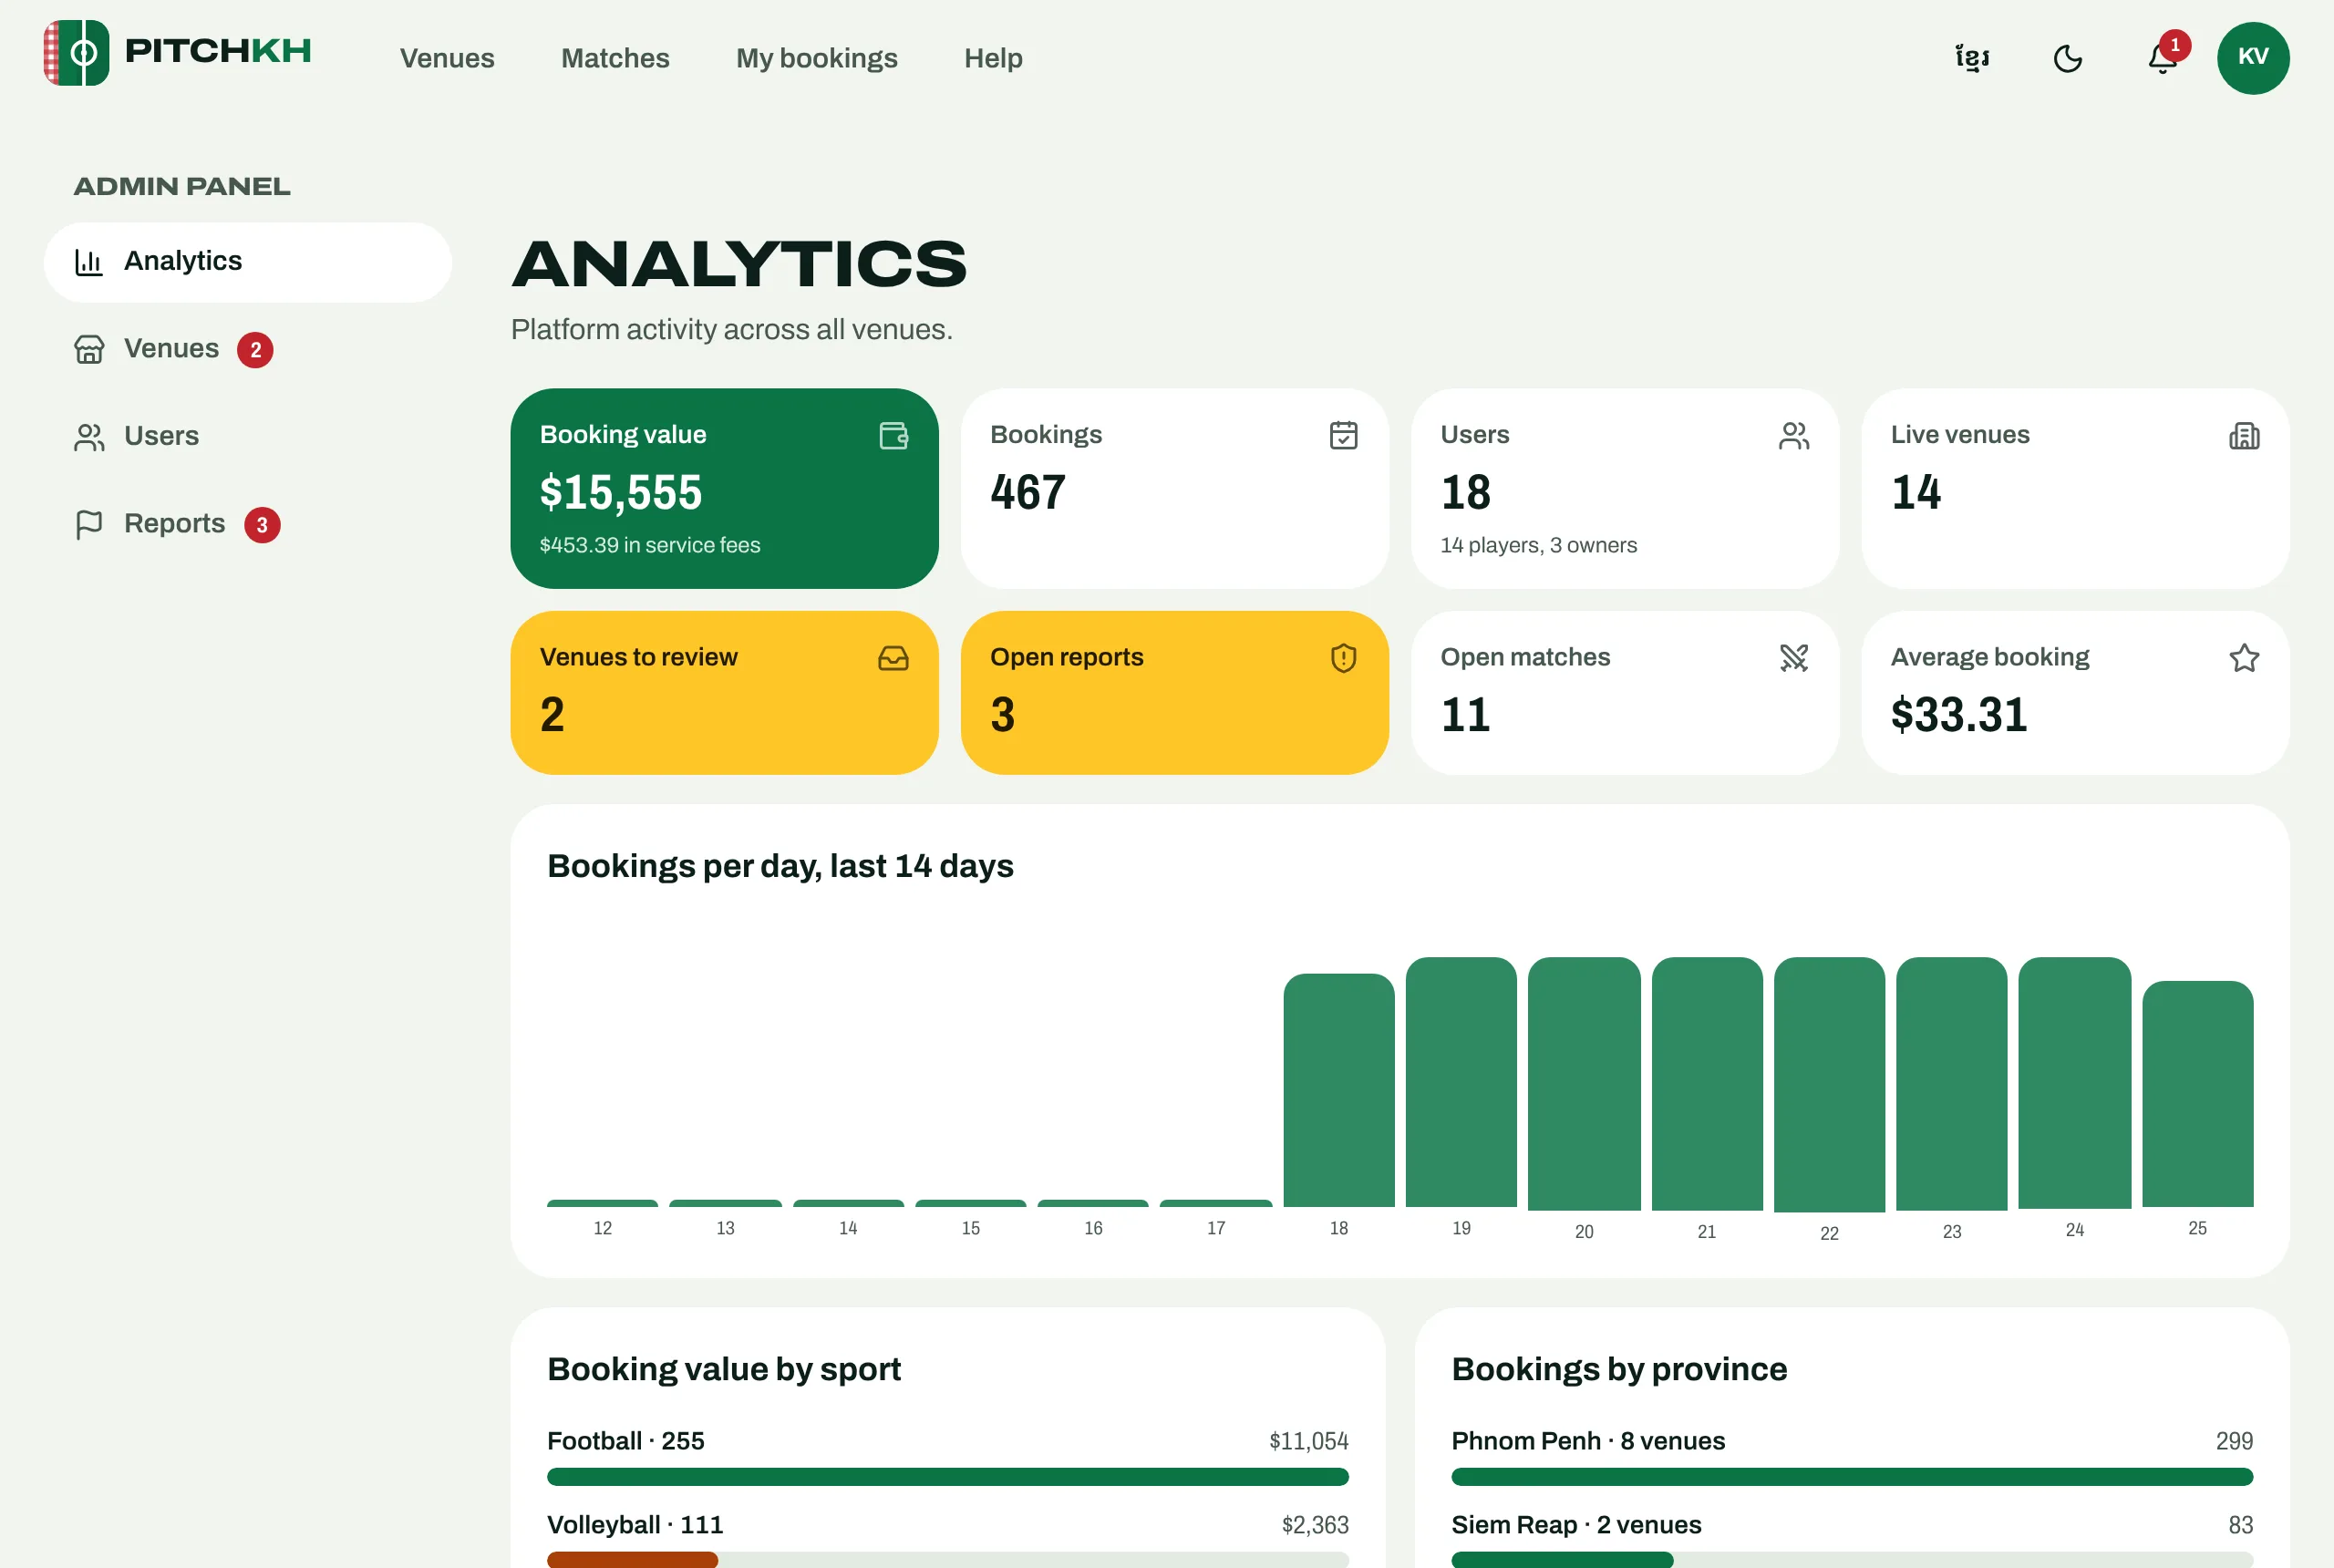 PITCHKH
Venues
Matches
My bookings
Help
ខ្មែរ
1
KV
ADMIN PANEL
Analytics
Venues 2
Users
Reports 3
ANALYTICS
Platform activity across all venues.
Booking value
$15,555
$453.39 in service fees
Bookings
467
Users
18
14 players, 3 owners
Live venues
14
Venues to review
2
Open reports
3
Open matches
11
Average booking
$33.31
Bookings per day, last 14 days
12 13 14 15 16 17 18 19 20 21 22 23 24 25
Booking value by sport
Football · 255 $11,054
Volleyball · 111 $2,363
Bookings by province
Phnom Penh · 8 venues 299
Siem Reap · 2 venues 83